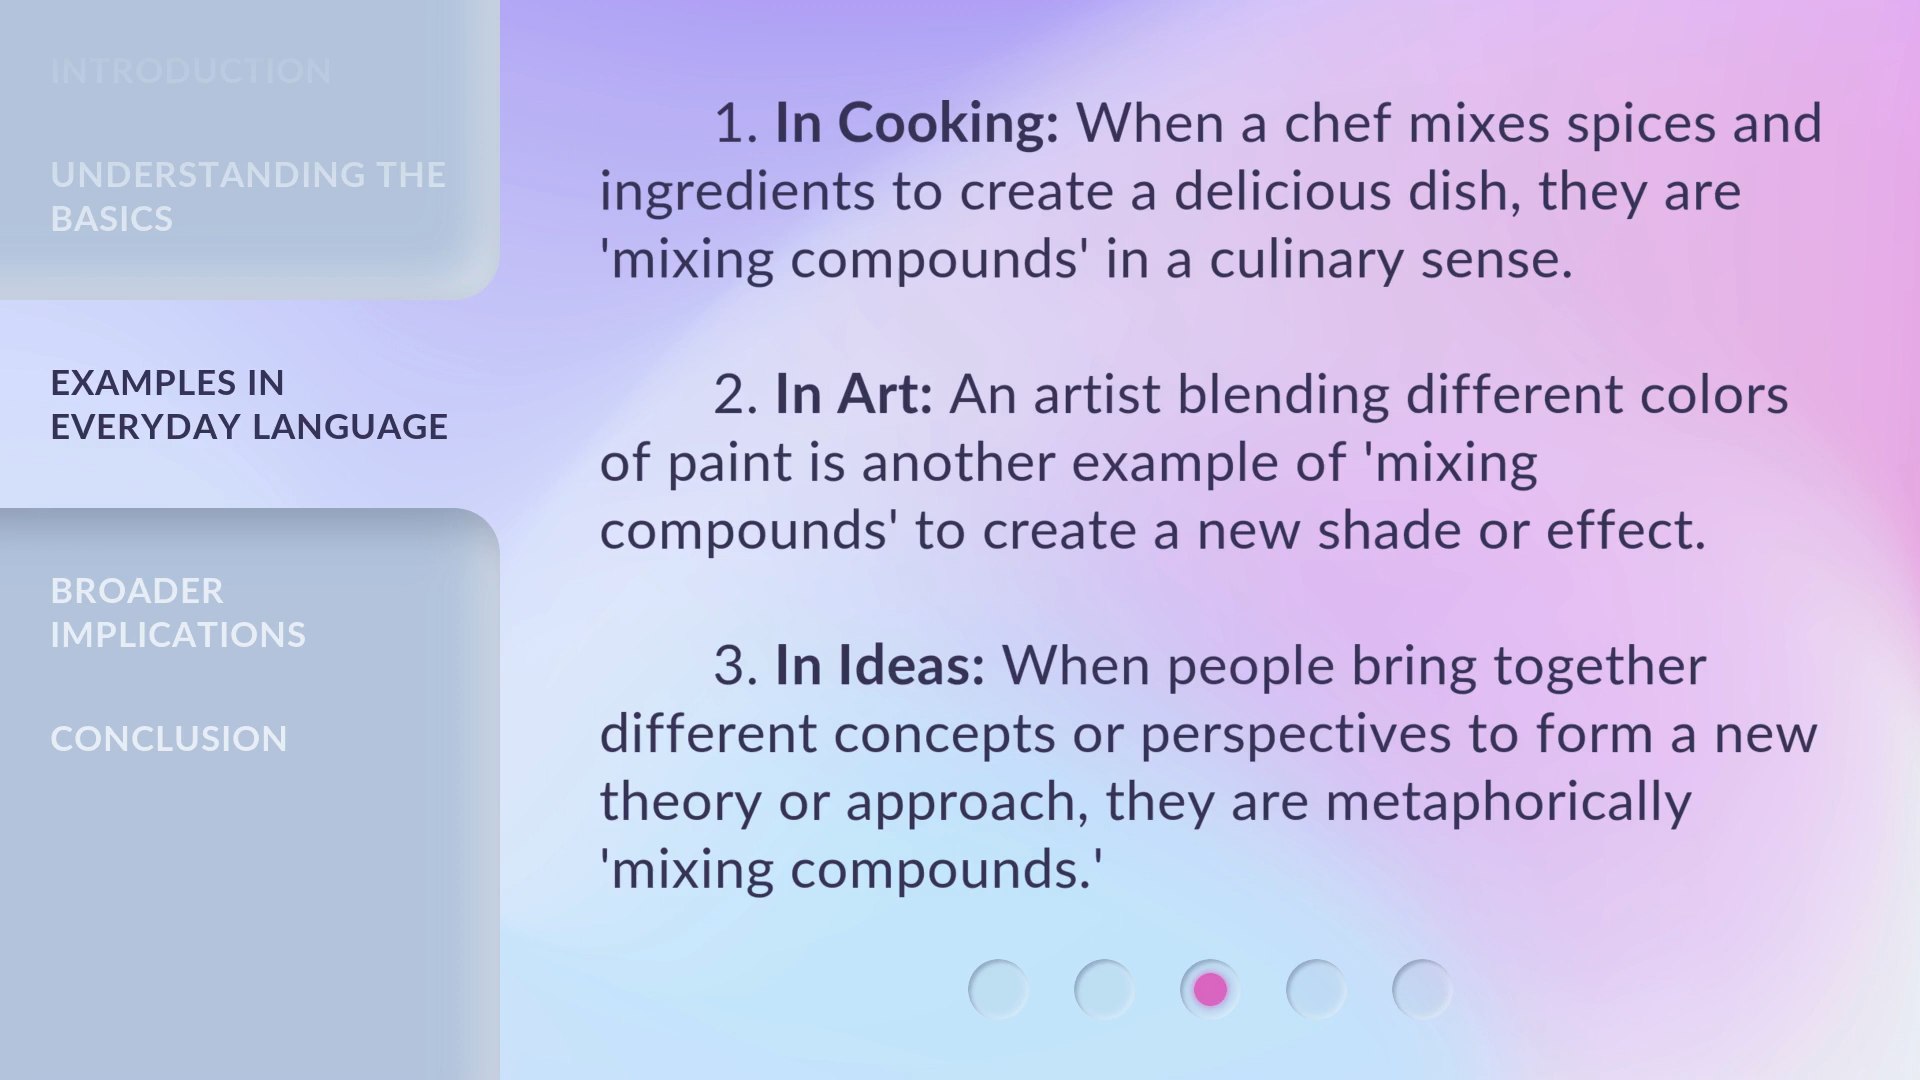 INTRODUCTION
UNDERSTANDING THE
BASICS
EXAMPLES IN
EVERYDAY LANGUAGE
BROADER
IMPLICATIONS
CONCLUSION
1. In Cooking: When a chef mixes spices and
ingredients to create a delicious dish, they are
'mixing compounds' in a culinary sense.
2. In Art: An artist blending different colors
of paint is another example of 'mixing
compounds' to create a new shade or effect.
3. In Ideas: When people bring together
different concepts or perspectives to form a new
theory or approach, they are metaphorically
'mixing compounds.'